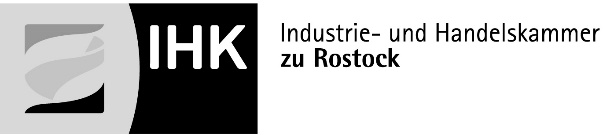 IHK
Industrie- und Handelskammer
zu Rostock